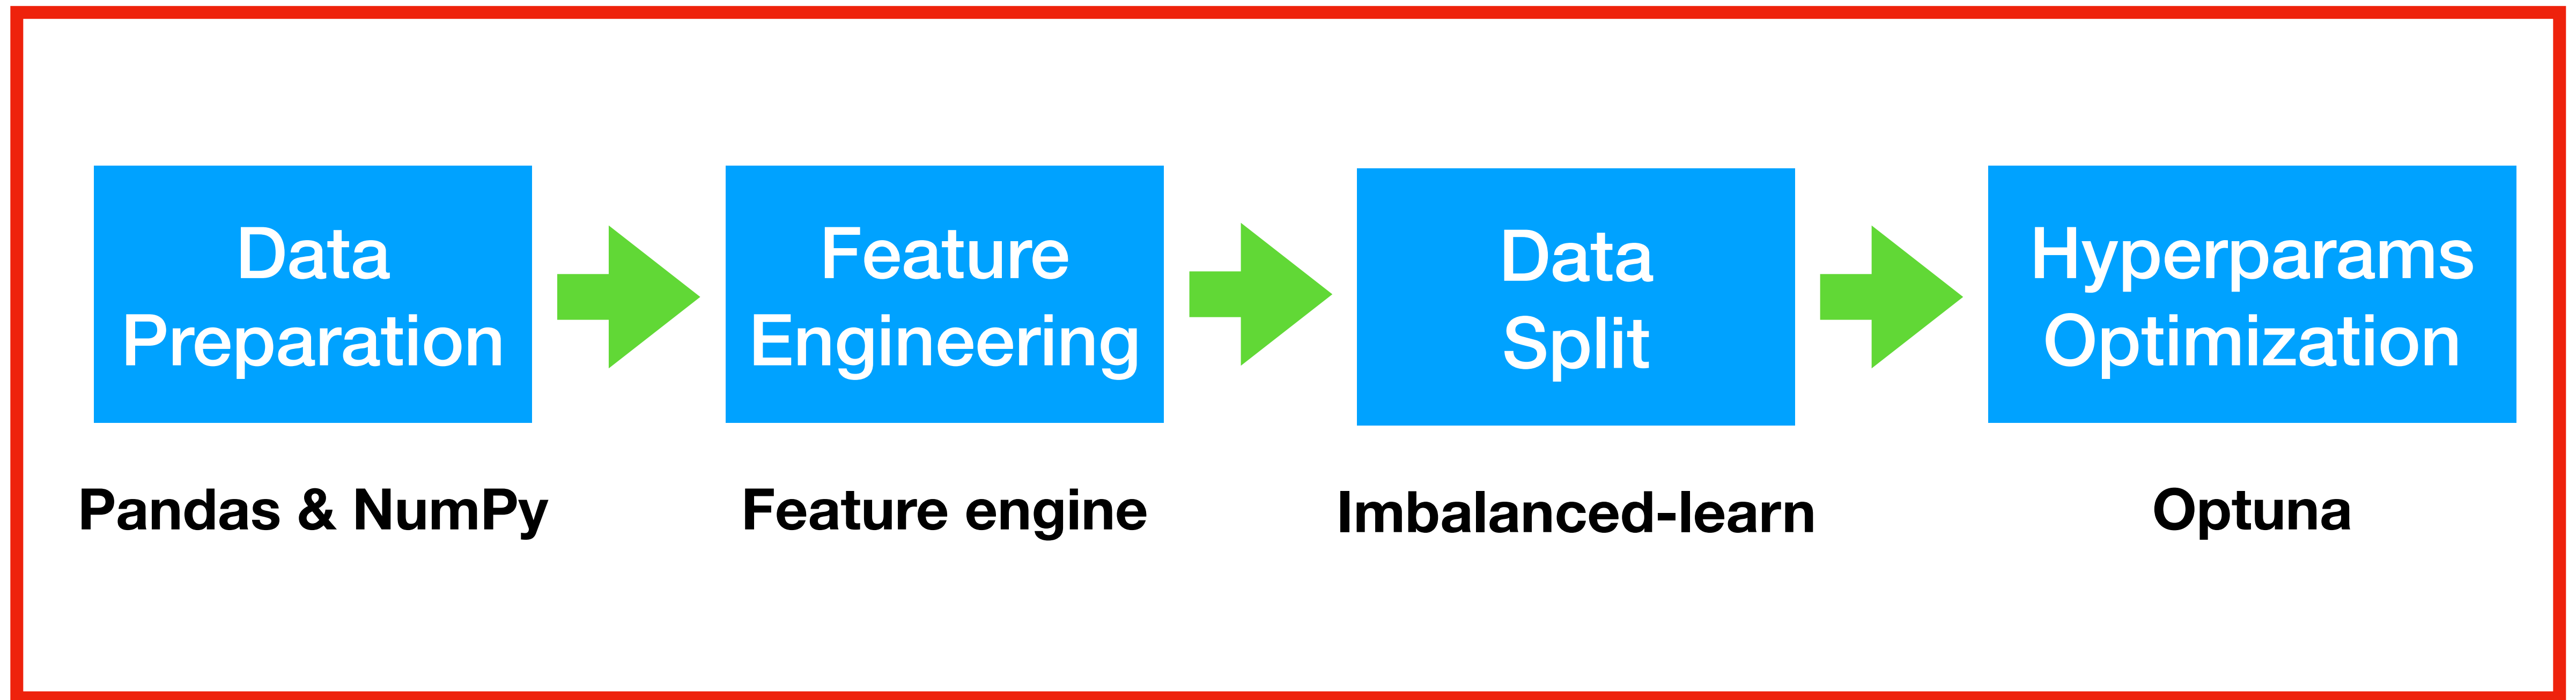 Data
Preparation
Feature
Engineering
Data
Split
Hyperparams
Optimization
Pandas & NumPy
Feature engine
Imbalanced-learn
Optuna